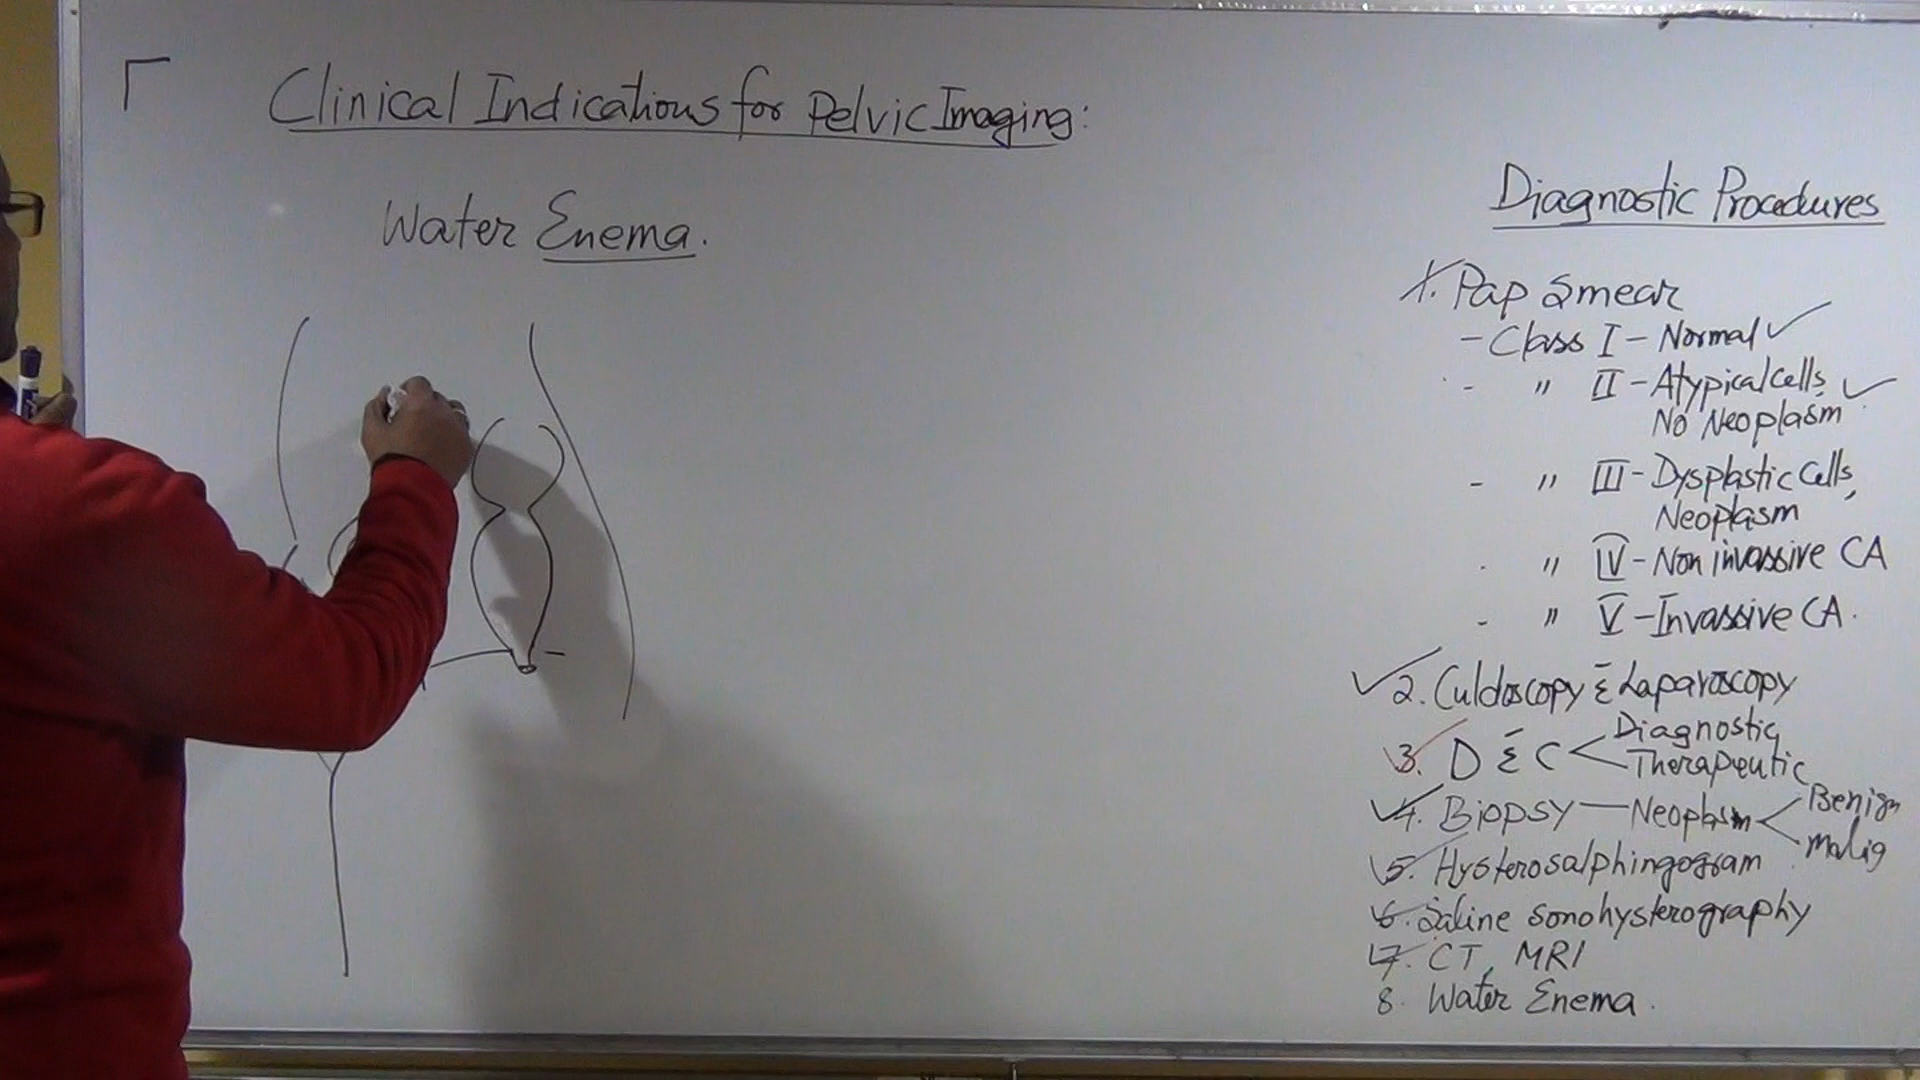 Clinical Indications for Pelvic Imaging:
Water Enema.
Diagnostic Procedures
1. Pap Smear
- Class I - Normal ✓
- " II - Atypical Cells, ✓
No Neoplasm
- " III - Dysplastic Cells,
Neoplasm
- " IV - Non invassive CA
- " V - Invassive CA.
✓ 2. Culdoscopy & Laparoscopy
3. D & C < Diagnostic
Therapeutic
4. Biopsy — Neoplasm < Benign
Malig
5. Hysterosalphingogram
6. Saline Sonohysterography
7. CT, MRI
8. Water Enema.